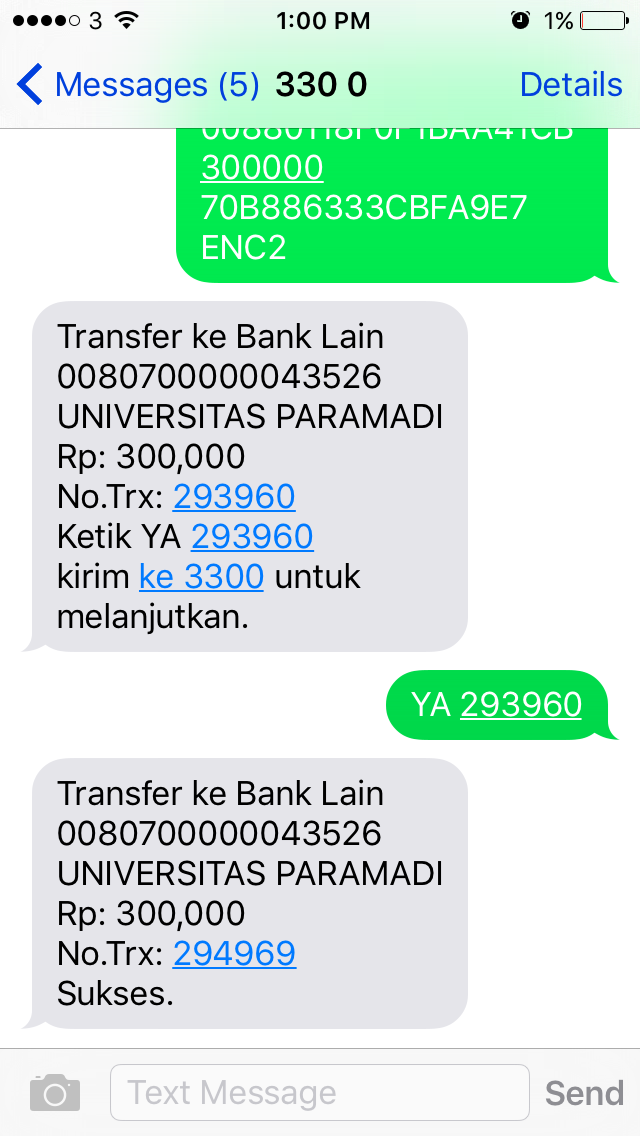 3 1:00 PM 1%
Messages (5) 330 0 Details
300000
70B886333CBFA9E7
ENC2
Transfer ke Bank Lain
0080700000043526
UNIVERSITAS PARAMADI
Rp: 300,000
No.Trx: 293960
Ketik YA 293960
kirim ke 3300 untuk
melanjutkan.
YA 293960
Transfer ke Bank Lain
0080700000043526
UNIVERSITAS PARAMADI
Rp: 300,000
No.Trx: 294969
Sukses.
Text Message Send